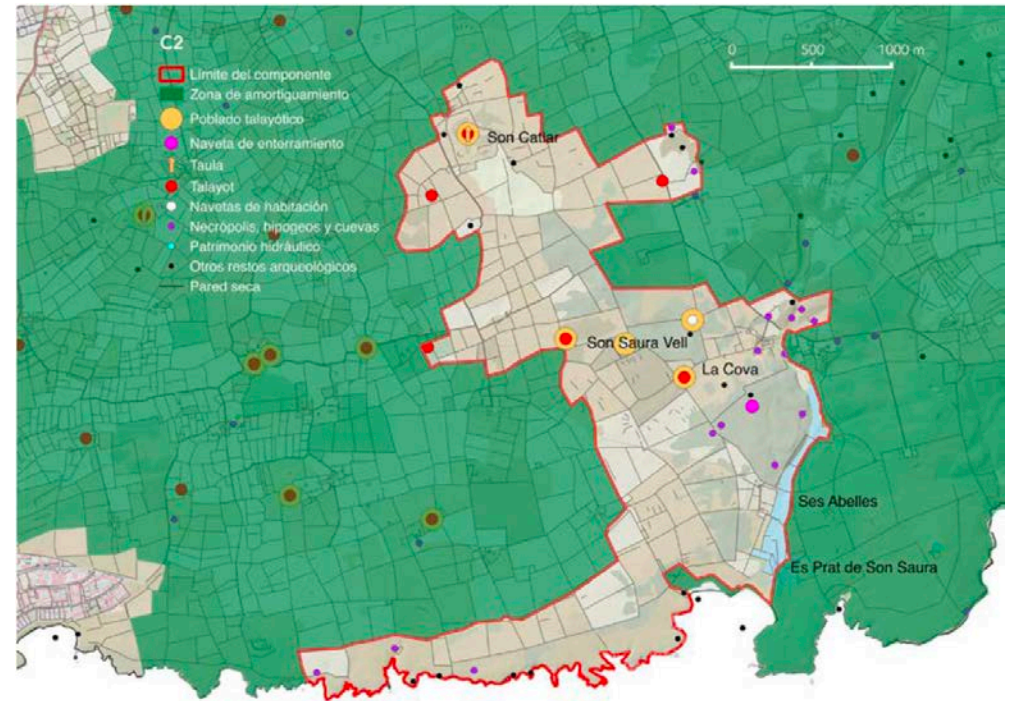 C2
Límite del componente
Zona de amortiguamiento
Poblado talayótico
Naveta de enterramiento
Taula
Talayot
Navetas de habitación
Necrópolis, hipogeos y cuevas
Patrimonio hidráutico
Otros restos arqueológicos
Pared seca
0 500 1000 m
Son Catlar
Son Saura Vell
La Cova
Ses Abelles
Es Prat de Son Saura